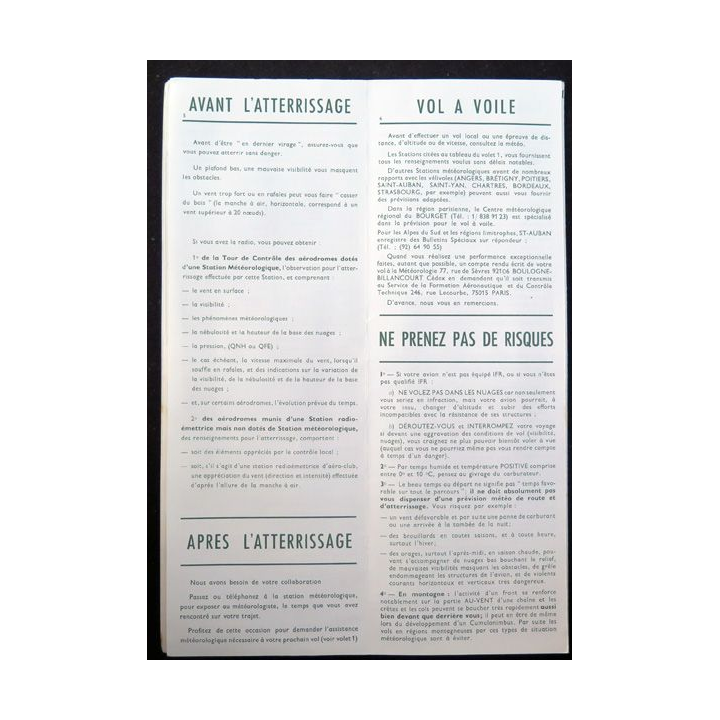 AVANT L'ATTERRISSAGE
Avant d'être "en dernier virage", assurez-vous que
vous pouvez atterrir sans danger.
Un plafond bas, une mauvaise visibilité vous masquent
les obstacles.
Un vent trop fort ou en rafales peut vous faire "casser
du bois" (la manche à air, horizontale, correspond à un
vent supérieur à 20 nœuds).
Si vous avez la radio, vous pouvez obtenir :
1° de la Tour de Contrôle des aérodromes dotés
d'une Station Météorologique, l'observation pour l'atter-
rissage effectuée par cette Station, et comprenant :
— le vent en surface ;
— la visibilité ;
— les phénomènes météorologiques ;
— la nébulosité et la hauteur de la base des nuages ;
— la pression, (QNH ou QFE) ;
— le cas échéant, la vitesse maximale du vent, lorsqu'il
souffle en rafales, et des indications sur la variation
de la visibilité, de la nébulosité et de la hauteur de la base
des nuages ;
— et, sur certains aérodromes, l'évolution prévue du temps.
2° des aérodromes munis d'une Station radio-
émettrice mais non dotés de Station météorologique,
des renseignements pour l'atterrissage, comportant :
— soit des éléments appréciés par le contrôle local ;
— soit, s'il s'agit d'une station radio-émettrice d'aéro-club,
une appréciation du vent (direction et intensité) effectuée
d'après l'allure de la manche à air.
APRES L'ATTERRISSAGE
Nous avons besoin de votre collaboration
Passez ou téléphonez à la station météorologique,
pour exposer au météorologiste, le temps que vous avez
rencontré sur votre trajet.
Profitez de cette occasion pour demander l'assistance
météorologique nécessaire à votre prochain vol (voir volet 1)
VOL A VOILE
Avant d'effectuer un vol local ou une épreuve de dis-
tance, d'altitude ou de vitesse, consultez la météo.
Les Stations citées au tableau du volet 1, vous fournissent
tous les renseignements voulus sans délais notables.
D'autres Stations météorologiques ayant de nombreux
rapports avec les vélivoles (ANGERS, BRÉTIGNY, POITIERS,
SAINT-AUBAN, SAINT-YAN, CHARTRES, BORDEAUX,
STRASBOURG, par exemple) peuvent aussi vous fournir
des prévisions adaptées.
Dans la région parisienne, le Centre météorologique
régional du BOURGET (Tél. : 1 838 91 23) est spécialisé
dans la prévision pour le vol à voile.
Pour les Alpes du Sud et les régions limitrophes, ST-AUBAN
enregistre des Bulletins Spéciaux sur répondeur ;
(Tél. : (92) 64 90 55)
Quand vous réalisez une performance exceptionnelle
faites, autant que possible, un compte rendu écrit de votre
vol à la Météorologie 77, rue de Sèvres 92106 BOULOGNE-
BILLANCOURT Cédex en demandant qu'il soit transmis
au Service de la Formation Aéronautique et du Contrôle
Technique 246, rue Lecourbe, 75015 PARIS.
D'avance, nous vous en remercions.
NE PRENEZ PAS DE RISQUES
1° — Si votre avion n'est pas équipé IFR, ou si vous n'êtes
pas qualifié IFR :
a) NE VOLEZ PAS DANS LES NUAGES car non seulement
vous seriez en infraction, mais votre avion pourrait, à
votre insu, changer d'altitude et subir des efforts
incompatibles avec la résistance de ses structures ;
b) DÉROUTEZ-VOUS et INTERROMPEZ votre voyage
si devant une aggravation des conditions de vol (visibilité,
nuages), vous craignez ne plus pouvoir bientôt voler à vue
(auquel cas vous ne pourriez même pas vous rendre compte
à temps d'un danger).
2° — Par temps humide et température POSITIVE comprise
entre 0° et 10 °C, pensez au givrage du carburateur.
3° — Le beau temps au départ ne signifie pas "temps favo-
rable sur tout le parcours" : il ne doit absolument pas
vous dispenser d'une prévision météo de route et
d'atterrissage. Vous risquez par exemple :
— un vent défavorable et par suite une panne de carburant
ou une arrivée à la tombée de la nuit ;
— des brouillards en toutes saisons, et à toute heure,
surtout l'hiver ;
— des orages, surtout l'après-midi, en saison chaude, pou-
vant s'accompagner de nuages bas bouchant le relief,
de mauvaises visibilités masquant les obstacles, de grêle
endommageant les structures de l'avion, et de violents
courants horizontaux et verticaux très dangereux.
4° — En montagne : l'activité d'un front se renforce
notablement sur la partie AU-VENT d'une chaîne et les
crêtes et les cols peuvent se boucher très rapidement aussi
bien devant que derrière vous ; il peut en être de même
lors du développement d'un Cumulonimbus. Par suite les
vols en régions montagneuses par ces types de situation
météorologique sont à éviter.